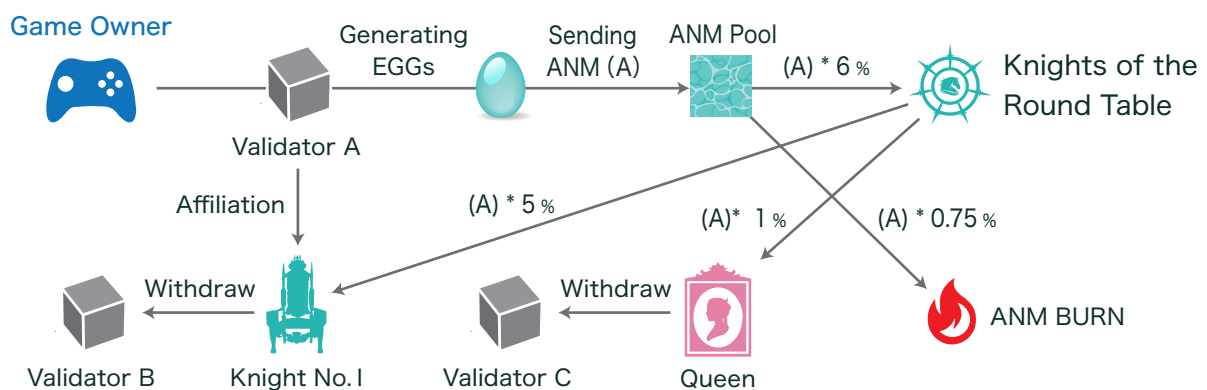 Game Owner
Generating
EGGs
Sending
ANM (A)
ANM Pool
(A) * 6 %
Knights of the
Round Table
Validator A
Affiliation
(A) * 5 %
(A)* 1 %
(A) * 0.75 %
Withdraw
Withdraw
ANM BURN
Validator B
Knight No. I
Validator C
Queen